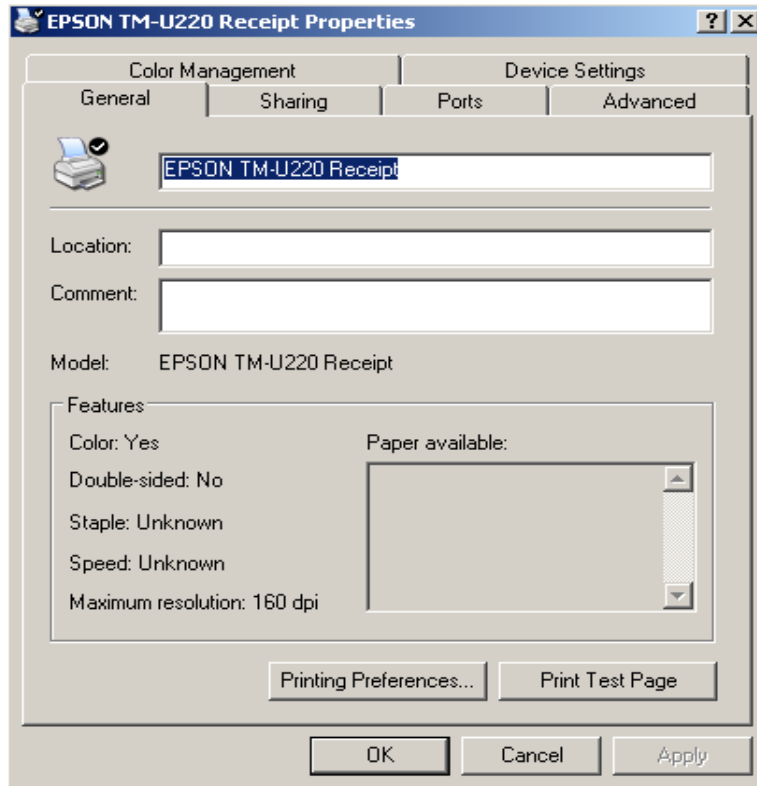 EPSON TM-U220 Receipt Properties
Color Management Device Settings
General Sharing Ports Advanced
EPSON TM-U220 Receipt
Location:
Comment:
Model: EPSON TM-U220 Receipt
Features
Color: Yes Paper available:
Double-sided: No
Staple: Unknown
Speed: Unknown
Maximum resolution: 160 dpi
Printing Preferences... Print Test Page
OK Cancel Apply